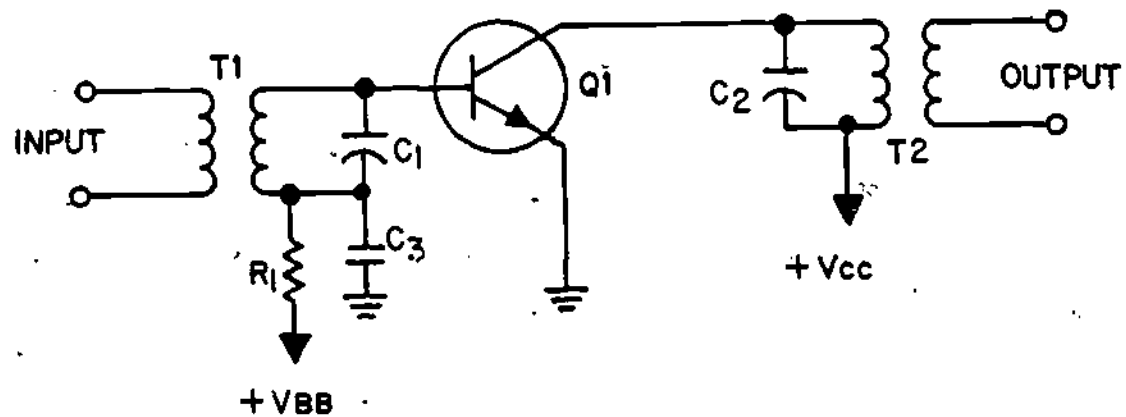 T1
INPUT
C1
C3
R1
+ VBB
Q1
C2
T2
OUTPUT
+ Vcc